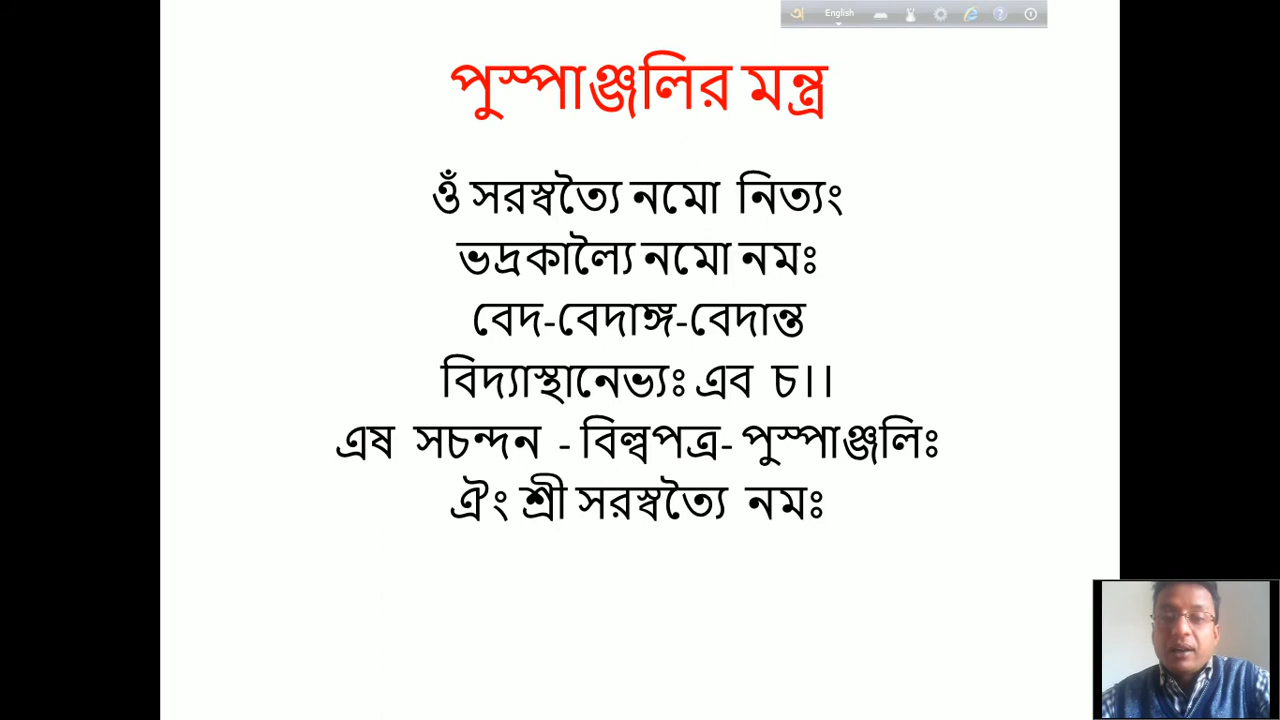 English
পুস্পাঞ্জলির মন্ত্র
ওঁ সরস্বত্যৈ নমো নিত্যং
ভদ্রকাল্যৈ নমো নমঃ
বেদ-বেদাঙ্গ-বেদান্ত
বিদ্যাস্থানেভ্যঃ এব চ।।
এষ সচন্দন - বিল্বপত্র- পুস্পাঞ্জলিঃ
ঐং শ্রী সরস্বত্যৈ নমঃ